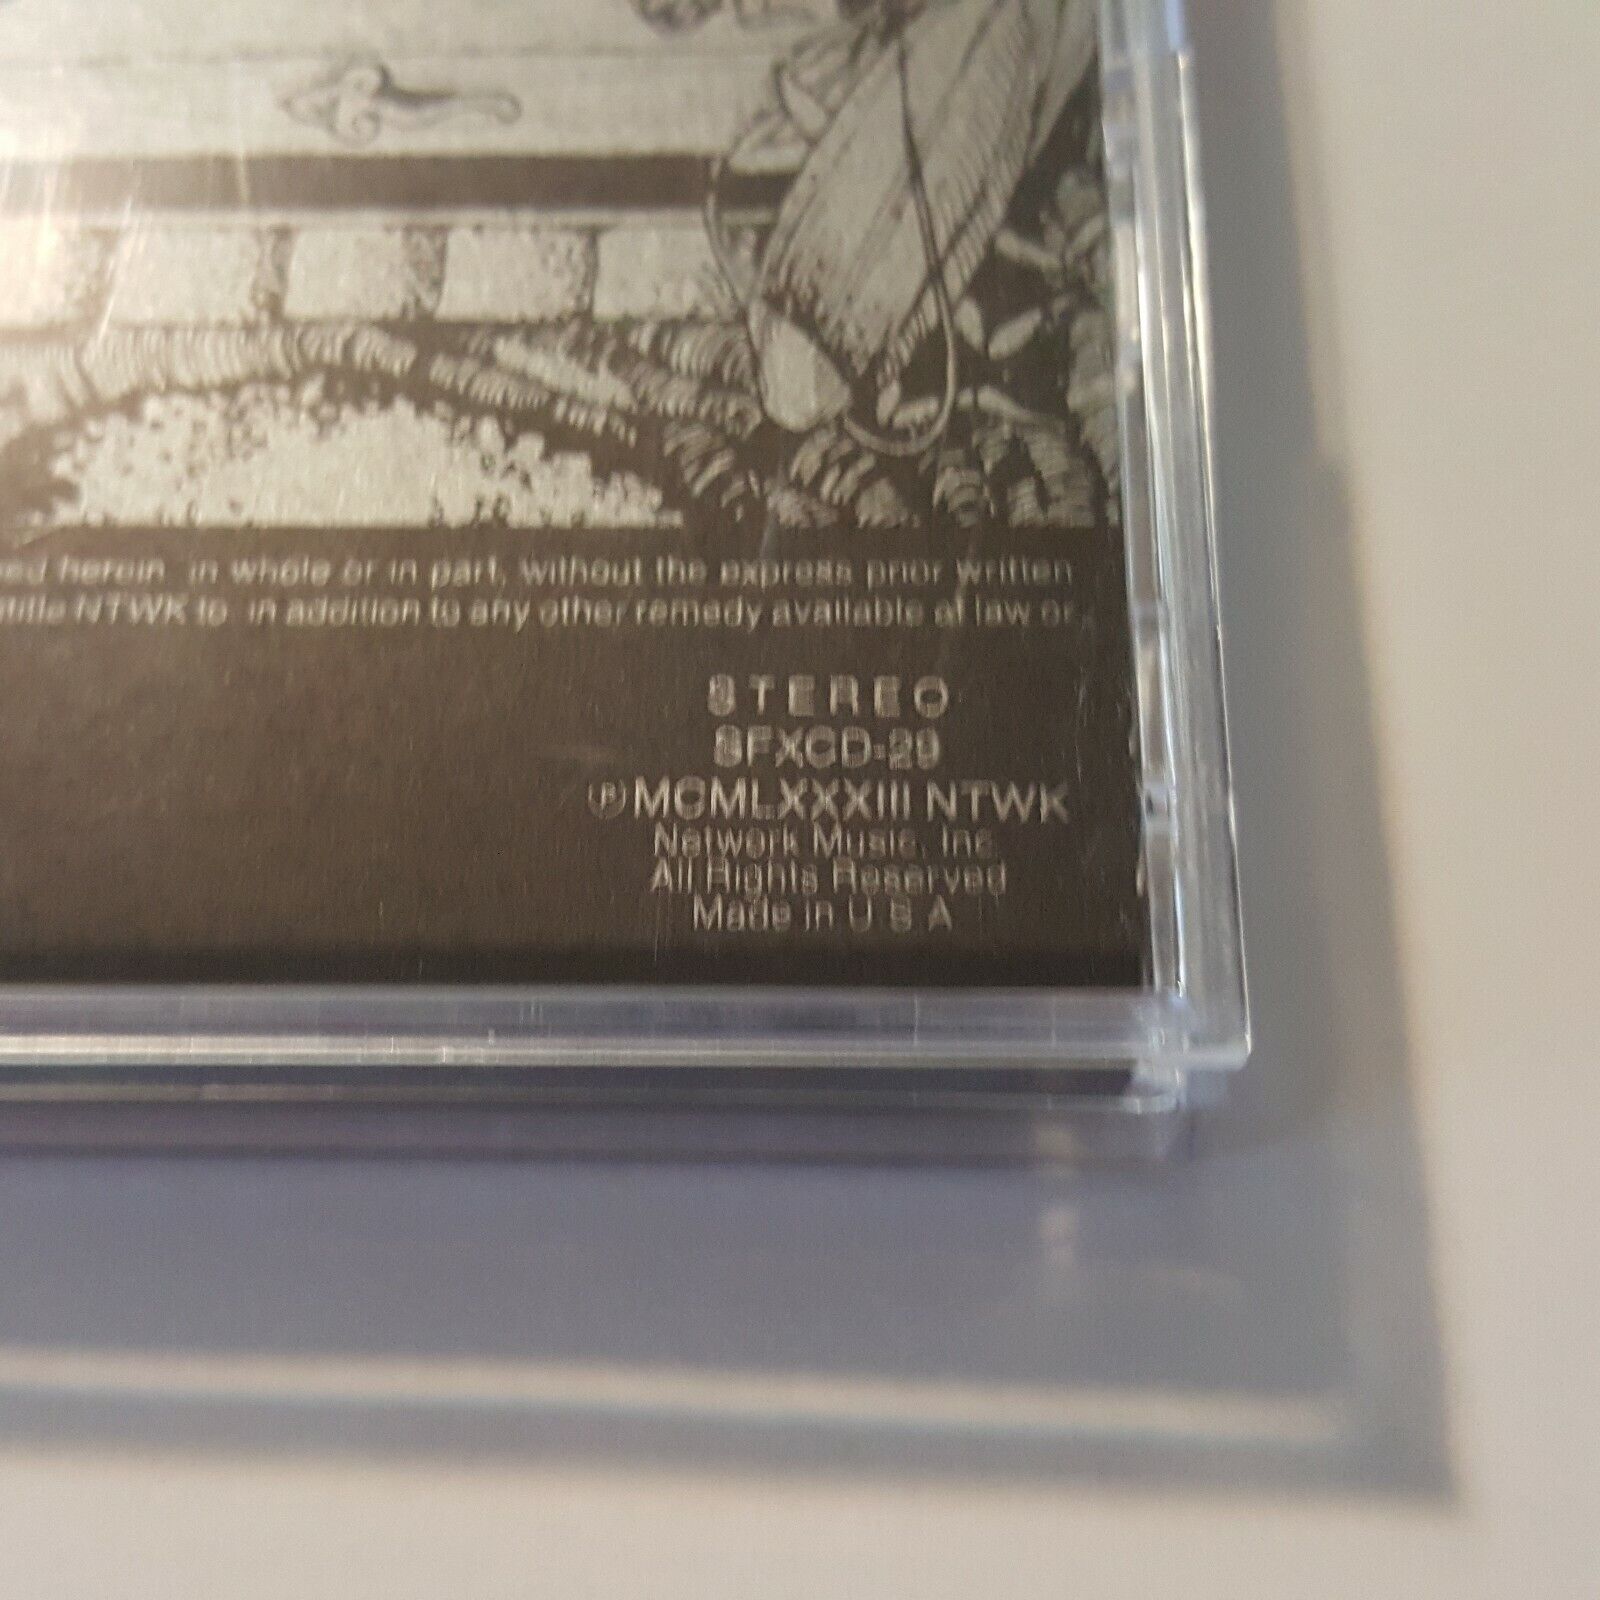 herein in whole or in part, without the express prior written
title NTWK to in addition to any other remedy available at law or
STEREO
SFXCD-29
℗ MCMLXXXIII NTWK
Network Music, Inc.
All Rights Reserved
Made in U S A